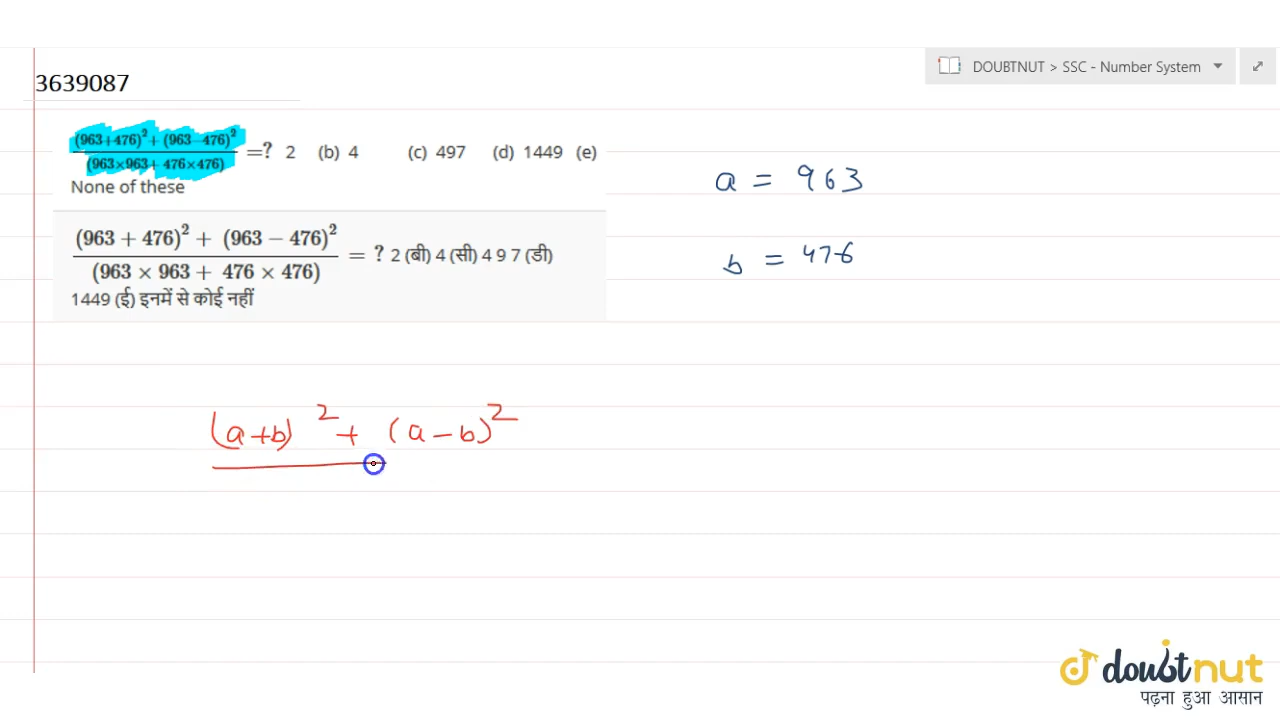 3639087
DOUBTNUT > SSC - Number System
(963+476)²+ (963−476)²
(963×963+ 476×476)
=? 2 (b) 4 (c) 497 (d) 1449 (e)
None of these
(963 + 476)² + (963 − 476)²
(963 × 963 + 476 × 476)
= ? 2 (बी) 4 (सी) 4 9 7 (डी)
1449 (ई) इनमें से कोई नहीं
a = 963
b = 476
(a+b)² + (a−b)²
doubtnut
पढ़ना हुआ आसान